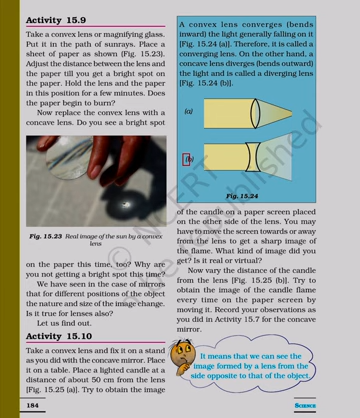 Activity 15.9
Take a convex lens or magnifying glass.
Put it in the path of sunrays. Place a
sheet of paper as shown (Fig. 15.23).
Adjust the distance between the lens and
the paper till you get a bright spot on
the paper. Hold the lens and the paper
in this position for a few minutes. Does
the paper begin to burn?
Now replace the convex lens with a
concave lens. Do you see a bright spot
Fig. 15.23 Real image of the sun by a convex
lens
on the paper this time, too? Why are
you not getting a bright spot this time?
We have seen in the case of mirrors
that for different positions of the object
the nature and size of the image change.
Is it true for lenses also?
Let us find out.
Activity 15.10
Take a convex lens and fix it on a stand
as you did with the concave mirror. Place
it on a table. Place a lighted candle at a
distance of about 50 cm from the lens
[Fig. 15.25 (a)]. Try to obtain the image
A convex lens converges (bends
inward) the light generally falling on it
[Fig. 15.24 (a)]. Therefore, it is called a
converging lens. On the other hand, a
concave lens diverges (bends outward)
the light and is called a diverging lens
[Fig. 15.24 (b)].
(a)
(b)
Fig. 15.24
of the candle on a paper screen placed
on the other side of the lens. You may
have to move the screen towards or away
from the lens to get a sharp image of
the flame. What kind of image did you
get? Is it real or virtual?
Now vary the distance of the candle
from the lens [Fig. 15.25 (b)]. Try to
obtain the image of the candle flame
every time on the paper screen by
moving it. Record your observations as
you did in Activity 15.7 for the concave
mirror.
It means that we can see the
image formed by a lens from the
side opposite to that of the object.
184
SCIENCE
© NCERT
not to be republished